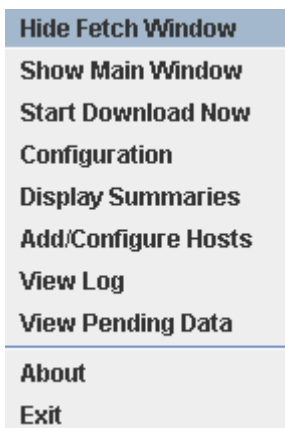 Hide Fetch Window
Show Main Window
Start Download Now
Configuration
Display Summaries
Add/Configure Hosts
View Log
View Pending Data
About
Exit